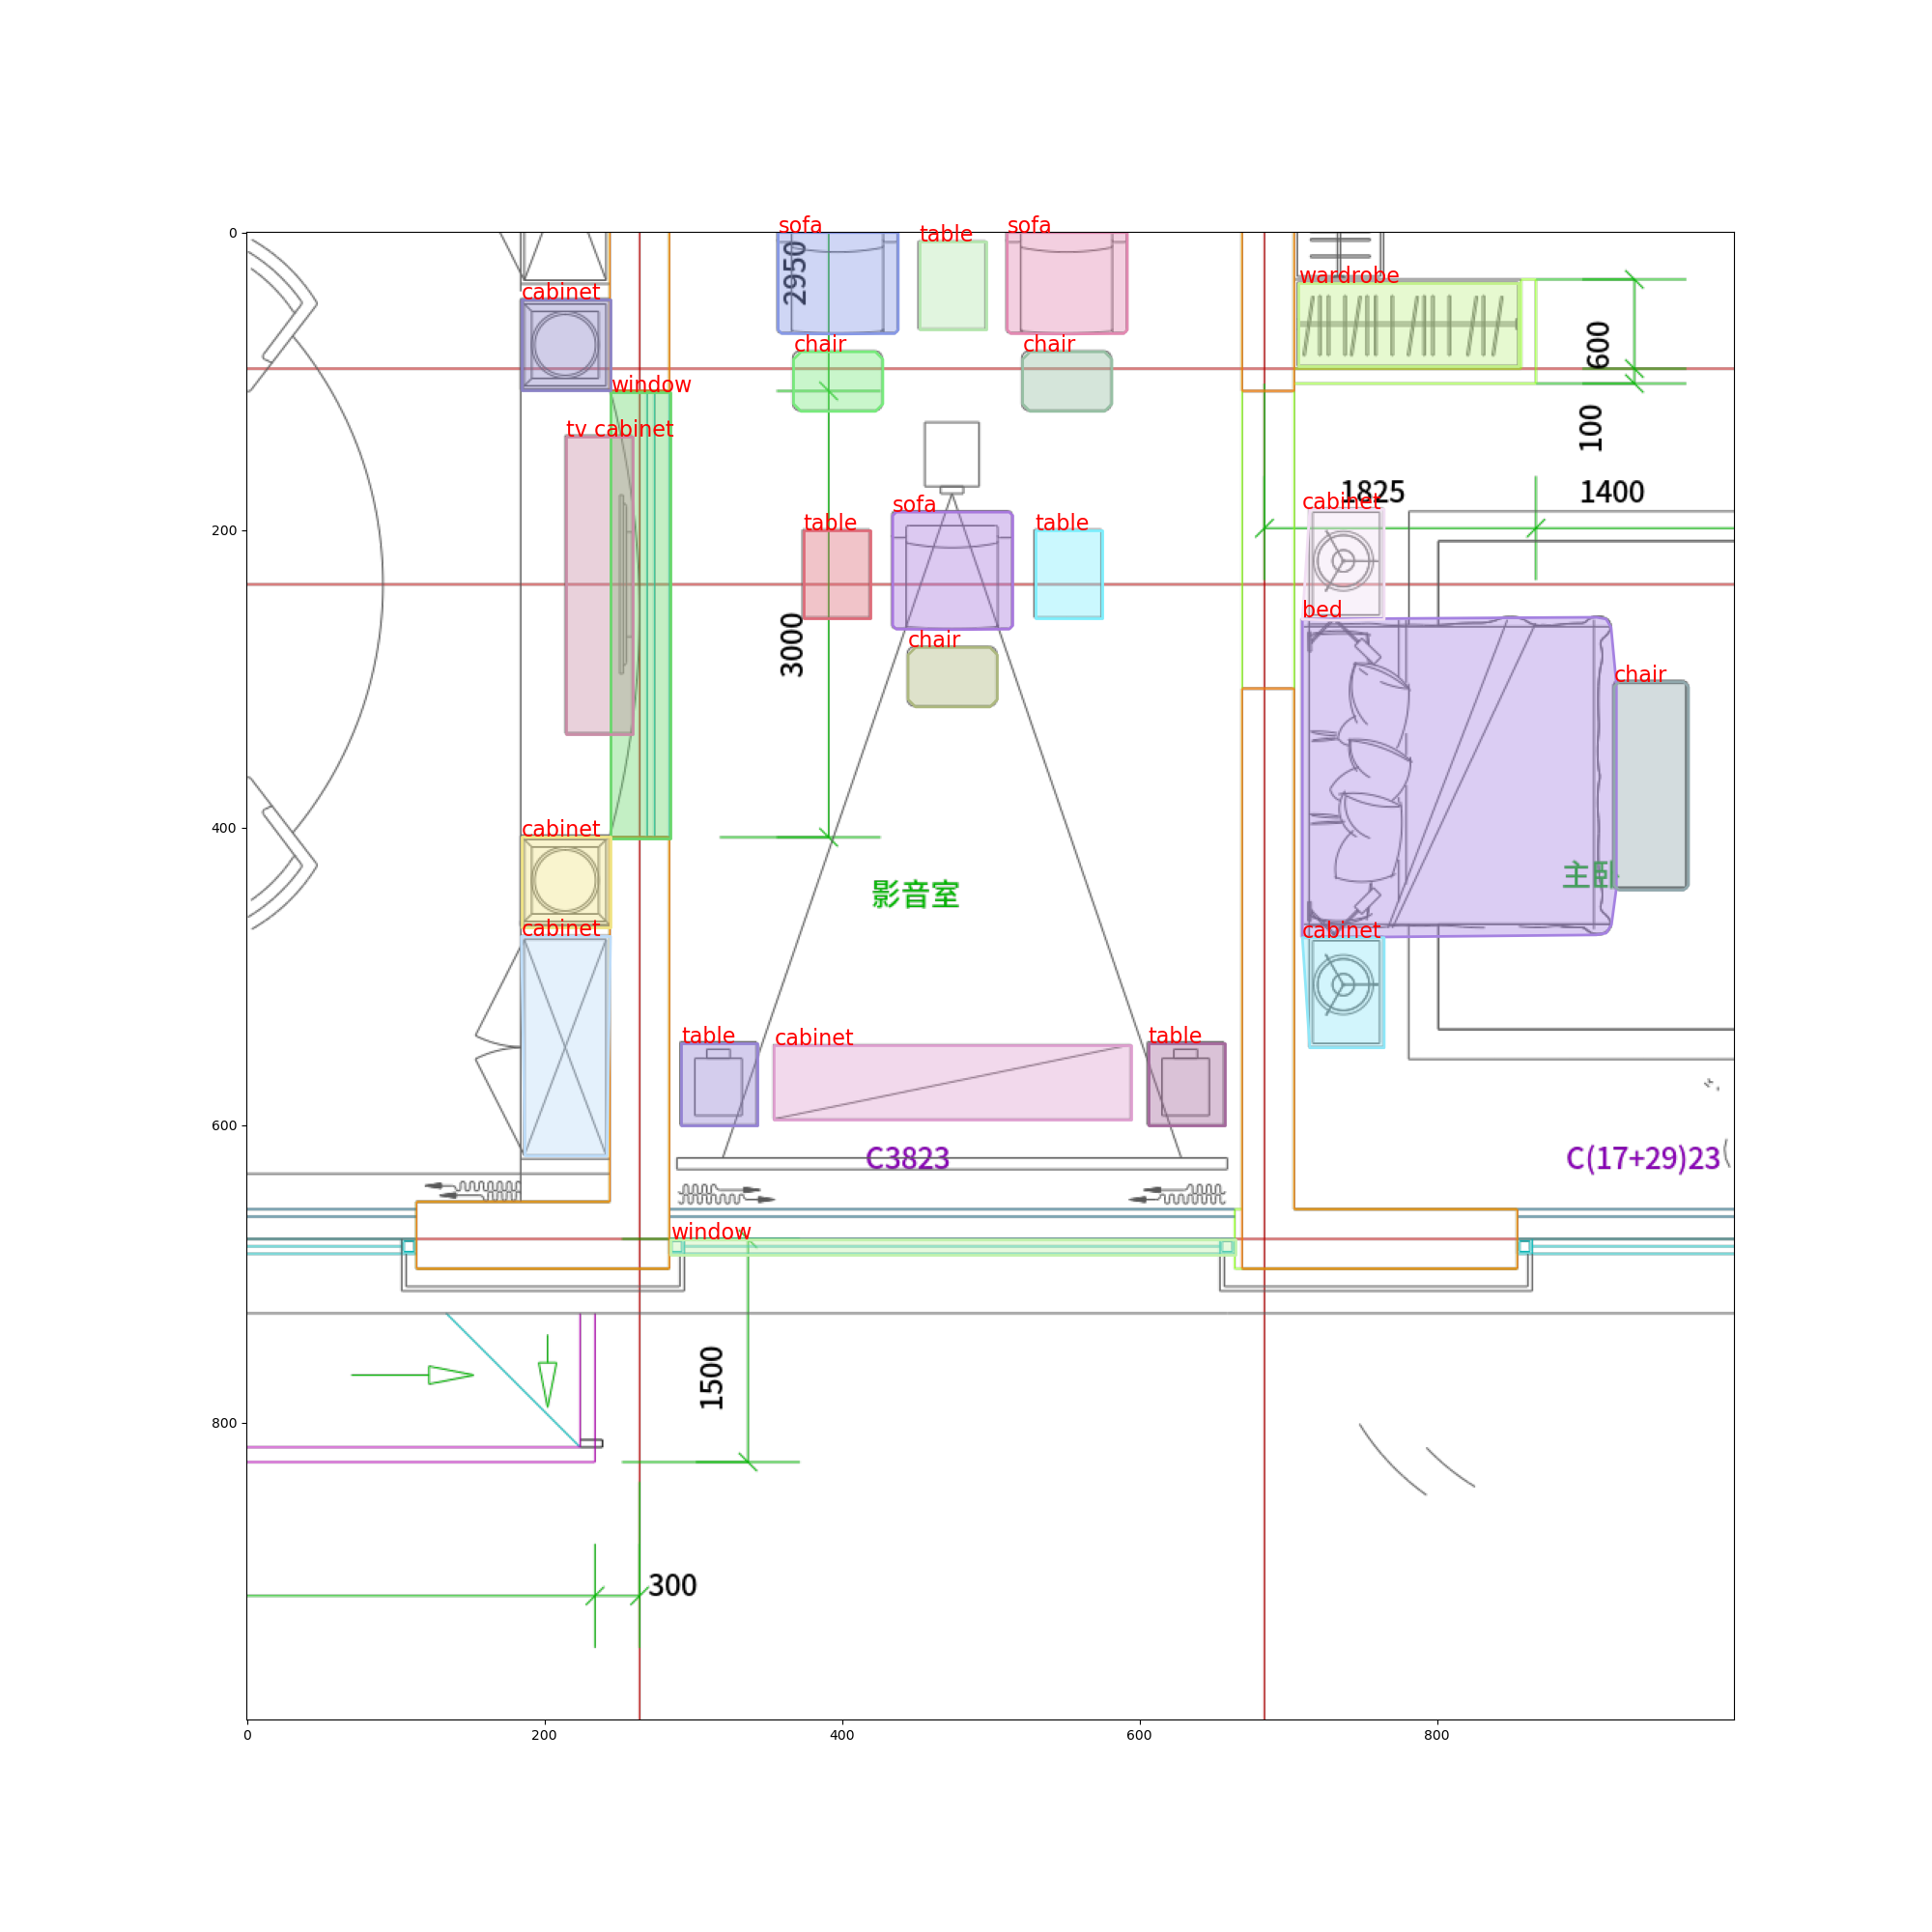 sofa
sofa
table
0
2950
wardrobe
cabinet
600
chair
chair
window
100
tv cabinet
1825
1400
cabinet
sofa
200
table
table
bed
3000
chair
chair
400
cabinet
影音室
主卧
cabinet
cabinet
table
cabinet
table
600
C3823
C(17+29)23
window
1500
800
300
0
200
400
600
800